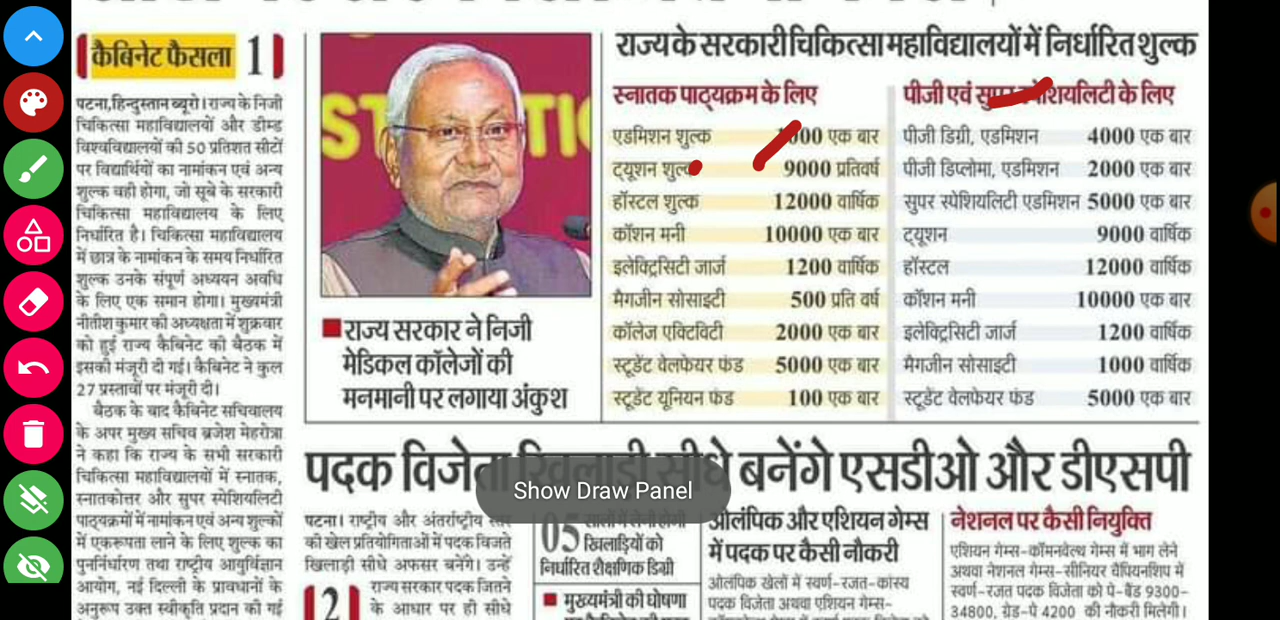 कैबिनेट फैसला 1
पटना, हिन्दुस्तान ब्यूरो। राज्य के निजी
चिकित्सा महाविद्यालयों और डीम्ड
विश्वविद्यालयों की 50 प्रतिशत सीटों
पर विद्यार्थियों का नामांकन एवं अन्य
शुल्क वही होगा, जो सूबे के सरकारी
चिकित्सा महाविद्यालय के लिए
निर्धारित है। चिकित्सा महाविद्यालय
में छात्र के नामांकन के समय निर्धारित
शुल्क उनके संपूर्ण अध्ययन अवधि
के लिए एक समान होगा। मुख्यमंत्री
नीतीश कुमार की अध्यक्षता में शुक्रवार
को हुई राज्य कैबिनेट की बैठक में
इसकी मंजूरी दी गई। कैबिनेट ने कुल
27 प्रस्तावों पर मंजूरी दी।
बैठक के बाद कैबिनेट सचिवालय
के अपर मुख्य सचिव ब्रजेश मेहरोत्रा
ने कहा कि राज्य के सभी सरकारी
चिकित्सा महाविद्यालयों में स्नातक,
स्नातकोत्तर और सुपर स्पेशियलिटी
पाठ्यक्रमों में नामांकन एवं अन्य शुल्कों
में एकरूपता लाने के लिए शुल्क का
पुनर्निर्धारण तथा राष्ट्रीय आयुर्विज्ञान
आयोग, नई दिल्ली के प्रावधानों के
अनुरूप उक्त स्वीकृति प्रदान की गई
राज्य सरकार ने निजी
मेडिकल कॉलेजों की
मनमानी पर लगाया अंकुश
राज्य के सरकारी चिकित्सा महाविद्यालयों में निर्धारित शुल्क
स्नातक पाठ्यक्रम के लिए
एडमिशन शुल्क एक बार
ट्यूशन शुल्क 9000 प्रतिवर्ष
हॉस्टल शुल्क 12000 वार्षिक
कॉशन मनी 10000 एक बार
इलेक्ट्रिसिटी जार्ज 1200 वार्षिक
मैगजीन सोसाइटी 500 प्रति वर्ष
कॉलेज एक्टिविटी 2000 एक बार
स्टूडेंट वेलफेयर फंड 5000 एक बार
स्टूडेंट यूनियन फंड 100 एक बार
पीजी एवं सुपर स्पेशियलिटी के लिए
पीजी डिग्री, एडमिशन 4000 एक बार
पीजी डिप्लोमा, एडमिशन 2000 एक बार
सुपर स्पेशियलिटी एडमिशन 5000 एक बार
ट्यूशन 9000 वार्षिक
हॉस्टल 12000 वार्षिक
कॉशन मनी 10000 एक बार
इलेक्ट्रिसिटी जार्ज 1200 वार्षिक
मैगजीन सोसाइटी 1000 वार्षिक
स्टूडेंट वेलफेयर फंड 5000 एक बार
पदक विजेता खिलाड़ी सीधे बनेंगे एसडीओ और डीएसपी
Show Draw Panel
पटना। राष्ट्रीय और अंतर्राष्ट्रीय स्तर
की खेल प्रतियोगिताओं में पदक विजते
खिलाड़ी सीधे अफसर बनेंगे। उन्हें
2 राज्य सरकार पदक जितने
के आधार पर ही सीधे
05
खिलाड़ियों को
निर्धारित शैक्षणिक डिग्री
मुख्यमंत्री की घोषणा
ओलंपिक और एशियन गेम्स
में पदक पर कैसी नौकरी
ओलंपिक खेलों में स्वर्ण-रजत-कांस्य
पदक विजेता अथवा एशियन गेम्स-
नेशनल पर कैसी नियुक्ति
एशियन गेम्स-कॉमनवेल्थ गेम्स में भाग लेने
अथवा नेशनल गेम्स-सीनियर चैंपियनशिप में
स्वर्ण-रजत पदक विजेता को पे-बैंड 9300-
34800, ग्रेड-पे 4200 की नौकरी मिलेगी।